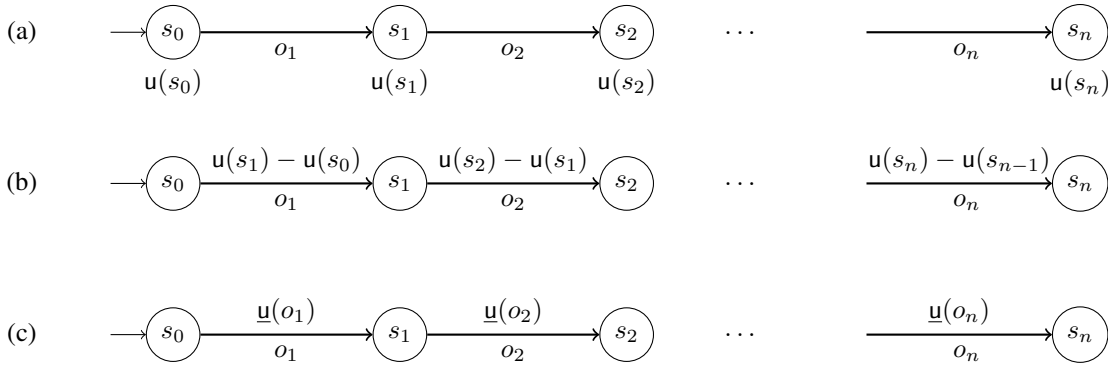 (a) s₀ s₁ s₂ ⋯ sₙ
o₁ o₂ oₙ
u(s₀) u(s₁) u(s₂) u(sₙ)
u(s₁) − u(s₀) u(s₂) − u(s₁) u(sₙ) − u(sₙ₋₁)
(b) s₀ s₁ s₂ ⋯ sₙ
o₁ o₂ oₙ
u̲(o₁) u̲(o₂) u̲(oₙ)
(c) s₀ s₁ s₂ ⋯ sₙ
o₁ o₂ oₙ